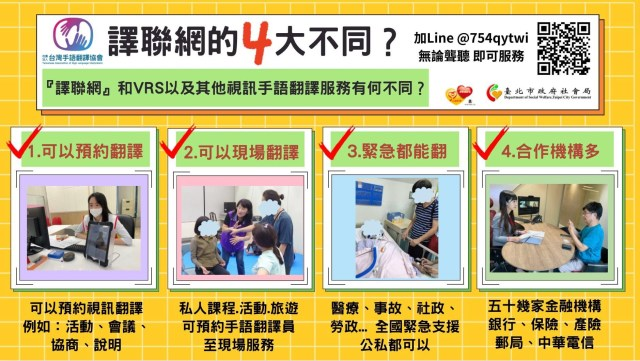 台灣手語翻譯協會
譯聯網的4大不同？
加Line @754qytwi
無論聾聽 即可服務
『譯聯網』和VRS以及其他視訊手語翻譯服務有何不同？
臺北市政府社會局
Department of Social Welfare, Taipei City Government
1.可以預約翻譯
2.可以現場翻譯
3.緊急都能翻
4.合作機構多
可以預約視訊翻譯
例如：活動、會議、
協商、說明
私人課程.活動.旅遊
可預約手語翻譯員
至現場服務
醫療、事故、社政、
勞政... 全國緊急支援
公私都可以
五十幾家金融機構
銀行、保險、產險
郵局、中華電信